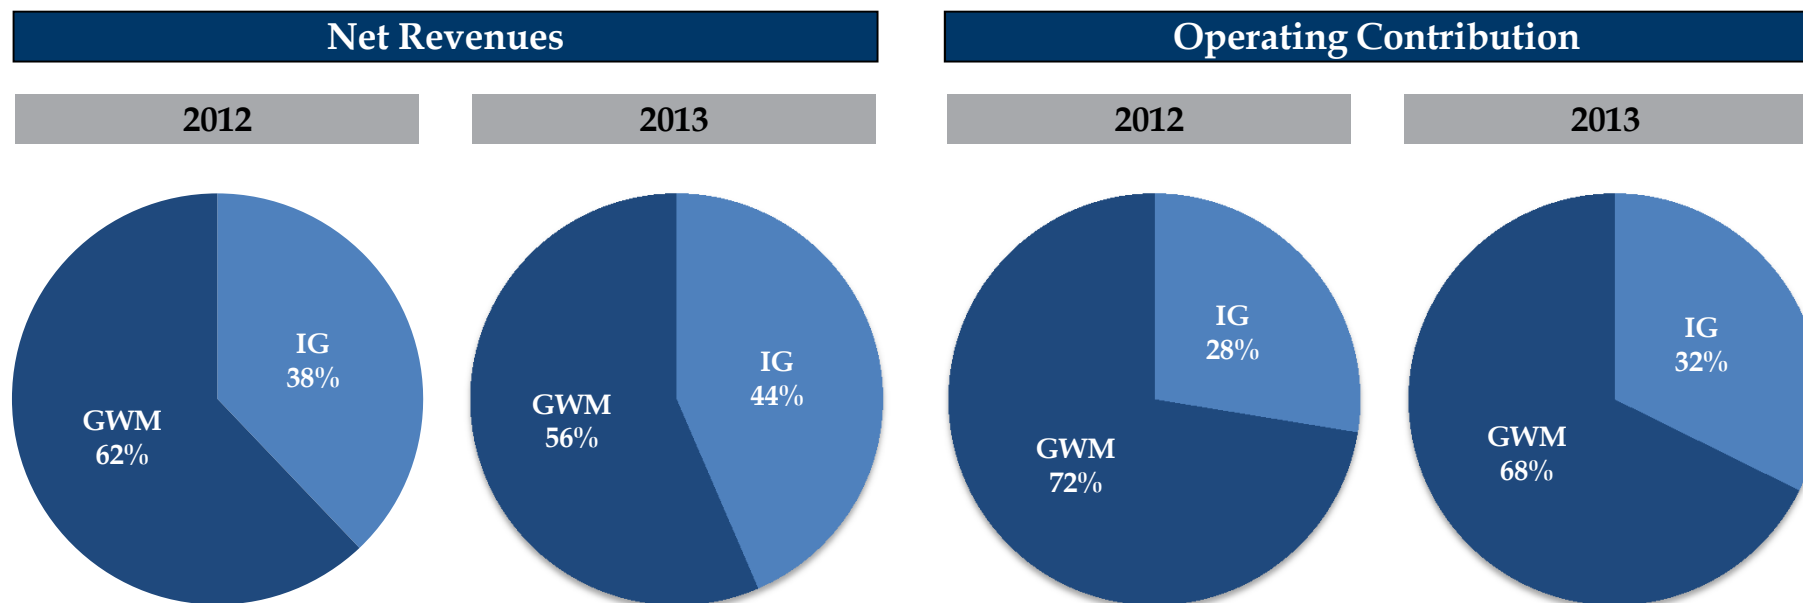 Net Revenues
Operating Contribution
2012
2013
2012
2013
IG
38%
GWM
62%
IG
44%
GWM
56%
IG
28%
GWM
72%
IG
32%
GWM
68%